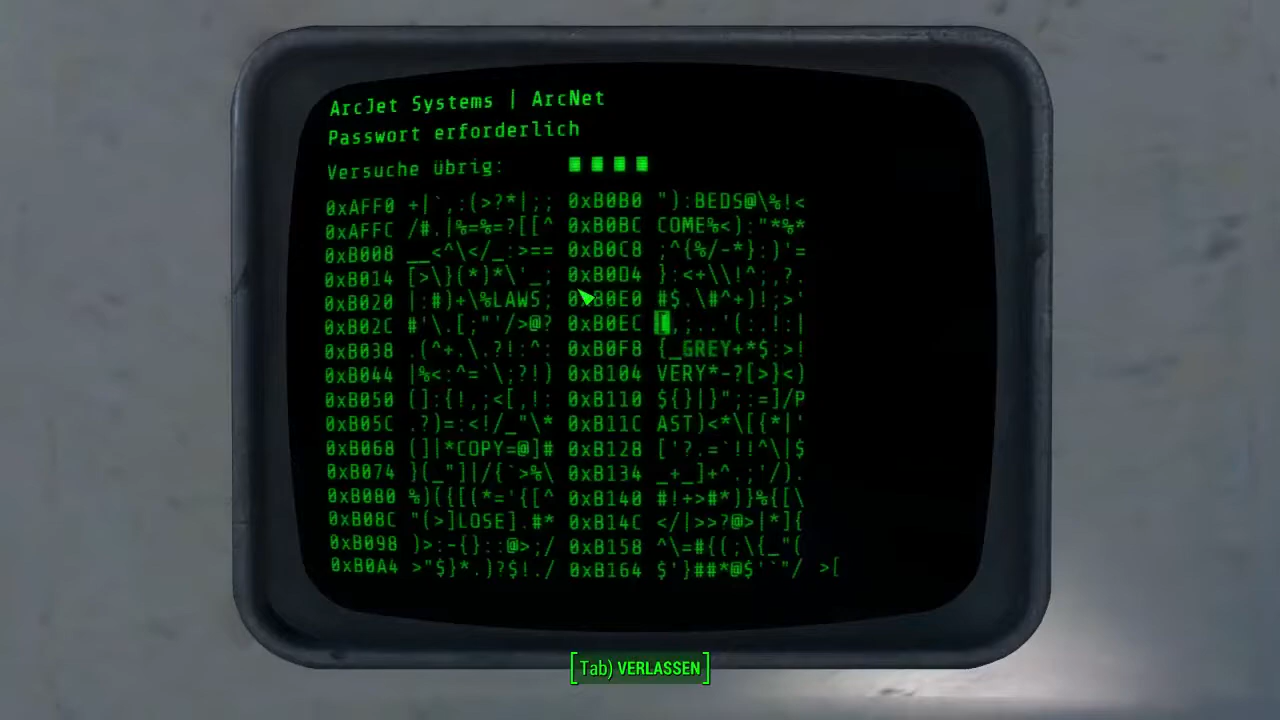 ArcJet Systems | ArcNet
Passwort erforderlich
Versuche übrig: ■ ■ ■ ■
0xAFF0 +|`,:(>?*|;; 0xB0B0 "):BEDS@\%!<
0xAFFC /#.|%=%=?[[^ 0xB0BC COME%<):"*%*
0xB008 __<^\</_:>== 0xB0C8 ;^{%/-*}:)'=
0xB014 [>\}(*)*\'_; 0xB0D4 }:<+\\!^;,?.
0xB020 |:#)+\%LAWS; 0xB0E0 #$.\#^+)!;>'
0xB02C #'\.[;"'/>@? 0xB0EC [,;..'(:.!:|
0xB038 .(^+.\.?!:^: 0xB0F8 {_GREY+*$:>!
0xB044 |%<:^=`\;?!) 0xB104 VERY*-?[>}<)
0xB050 (]:{!,;<[,!: 0xB110 ${}|}";:=]/P
0xB05C .?)=:<!/_"\* 0xB11C AST)<*\[{*|'
0xB068 (]|*COPY=@]# 0xB128 ['?.=`!!^\|$
0xB074 }(_"]|/{`>%\ 0xB134 _+_]+^.;'/).
0xB080 %)({[(*='{[^ 0xB140 #!+>#*)}%{[\
0xB08C "(>]LOSE].#* 0xB14C </|>>?@>|*]{
0xB098 )>:-{}::@>;/ 0xB158 ^\=#{(;\{_"(
0xB0A4 >"$}*.)?$!./ 0xB164 $'}##*@$'`"/ >[
[Tab) VERLASSEN]